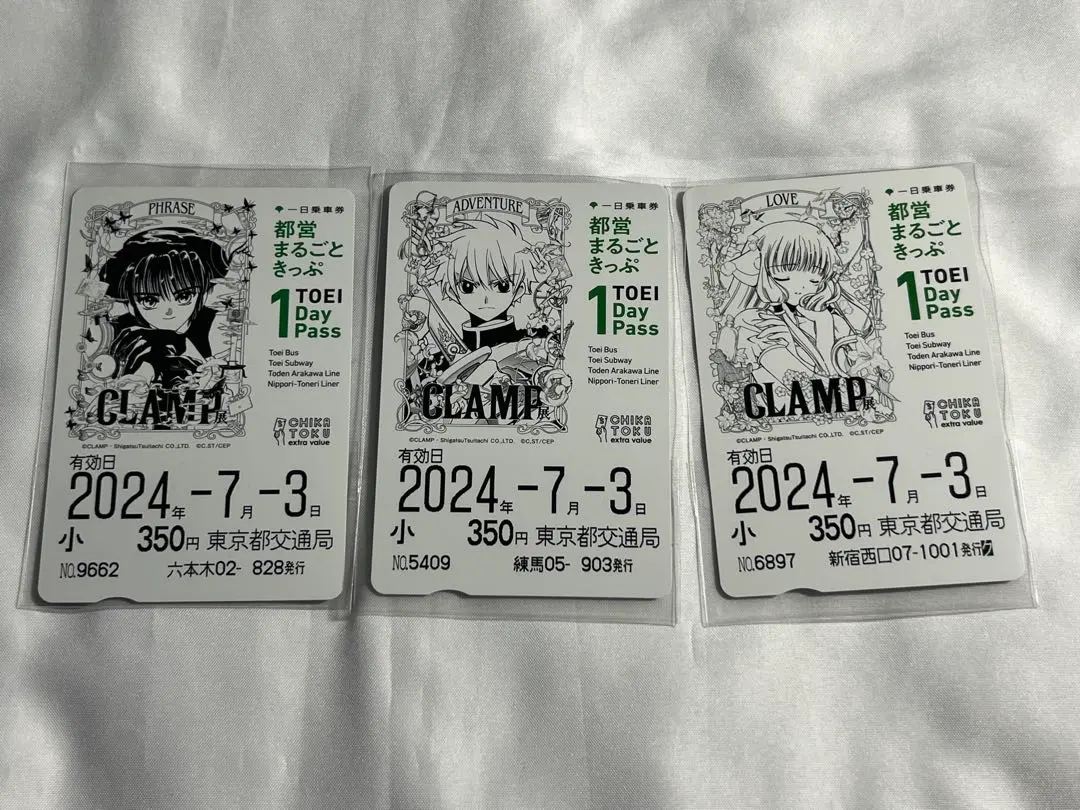 PHRASE
一日乗車券
都営
まるごと
きっぷ
1 TOEI
Day
Pass
Toei Bus
Toei Subway
Toden Arakawa Line
Nippori-Toneri Liner
CLAMP展
CHIKA
TOKU
extra value
©CLAMP・ShigatsuTsuitachi CO.,LTD. ©C,ST/CEP
有効日
2024年 -7月 -3日
小 350円 東京都交通局
NO.9662 六本木02- 828発行
ADVENTURE
一日乗車券
都営
まるごと
きっぷ
1 TOEI
Day
Pass
Toei Bus
Toei Subway
Toden Arakawa Line
Nippori-Toneri Liner
CLAMP展
CHIKA
TOKU
extra value
©CLAMP・ShigatsuTsuitachi CO.,LTD. ©C,ST/CEP
有効日
2024年 -7月 -3日
小 350円 東京都交通局
NO.5409 練馬05- 903発行
LOVE
一日乗車券
都営
まるごと
きっぷ
1 TOEI
Day
Pass
Toei Bus
Toei Subway
Toden Arakawa Line
Nippori-Toneri Liner
CLAMP展
CHIKA
TOKU
extra value
©CLAMP・ShigatsuTsuitachi CO.,LTD. ©C,ST/CEP
有効日
2024年 -7月 -3日
小 350円 東京都交通局
NO.6897 新宿西口07-1001発行ク